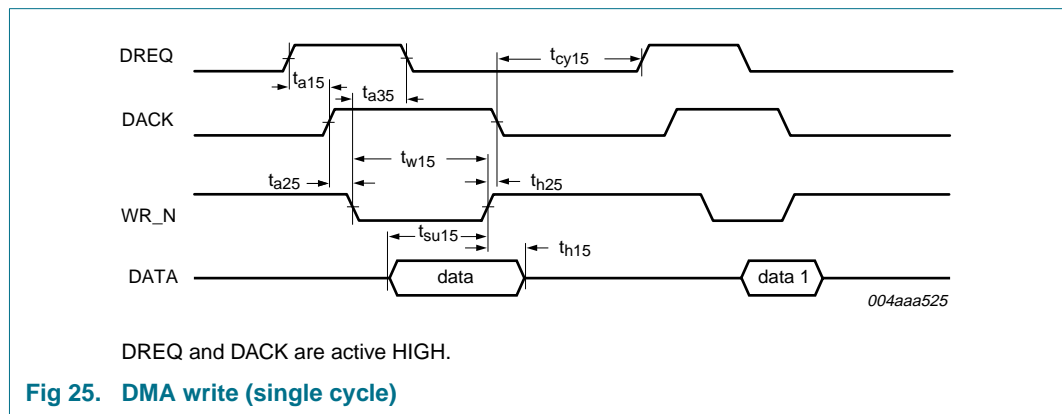 DREQ
t_cy15
t_a15
t_a35
DACK
t_w15
t_a25
t_h25
WR_N
t_su15
t_h15
DATA
data
data 1
004aaa525
DREQ and DACK are active HIGH.
Fig 25. DMA write (single cycle)